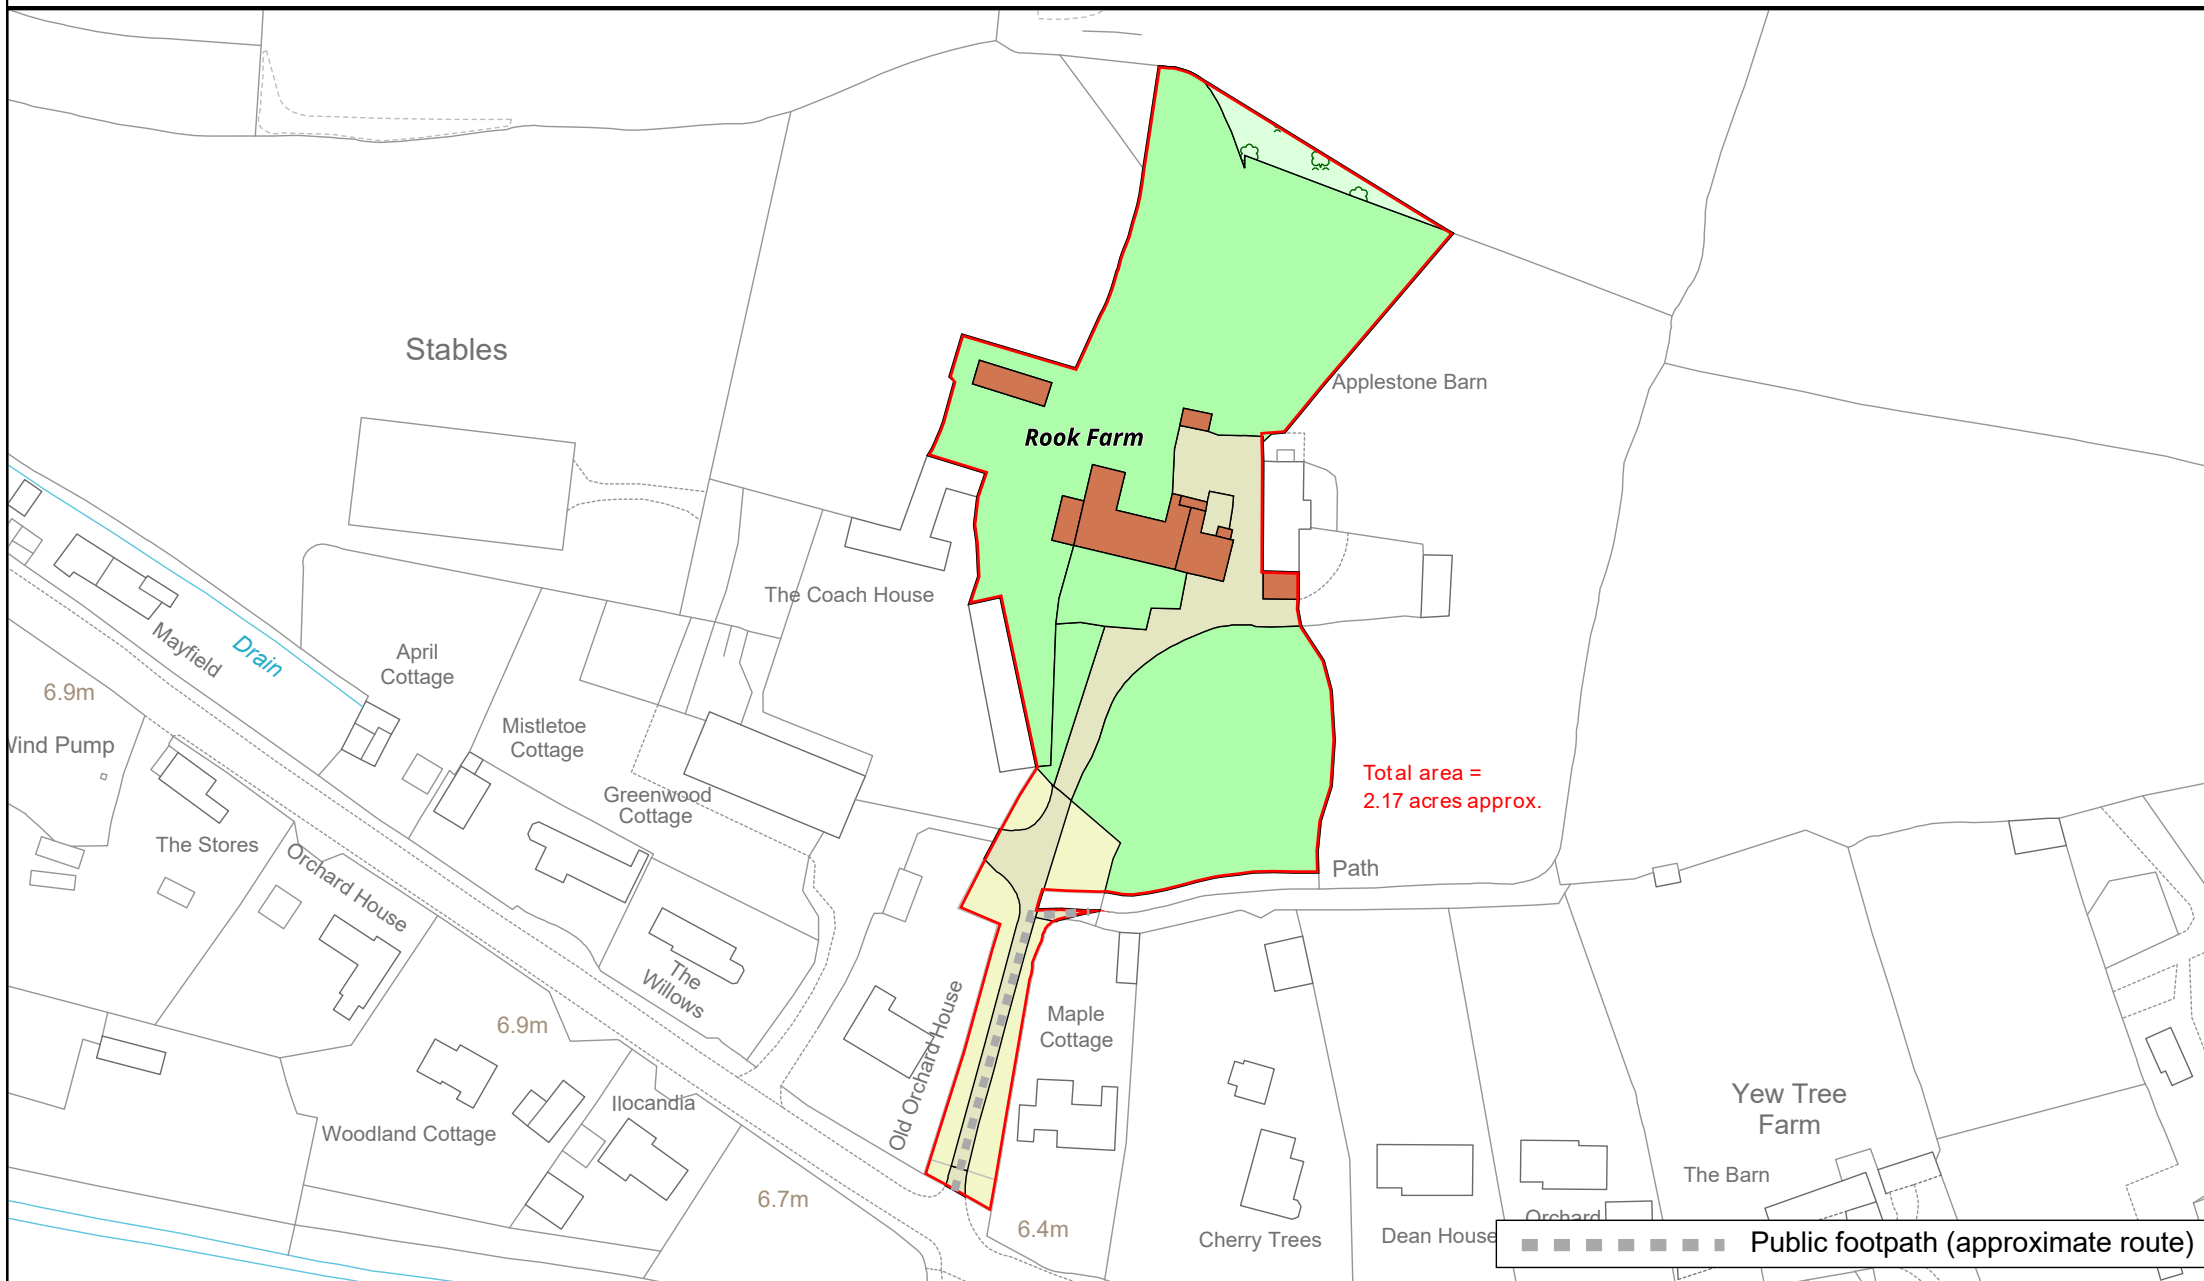 Stables
Applestone Barn
Rook Farm
The Coach House
Mayfield
Drain
April
Cottage
6.9m
Mistletoe
Cottage
Wind Pump
Greenwood
Cottage
Total area =
2.17 acres approx.
The Stores
Orchard House
Path
The
Willows
Old Orchard House
Maple
Cottage
6.9m
Ilocandia
Woodland Cottage
Yew Tree
Farm
The Barn
6.7m
6.4m
Cherry Trees
Dean House
Orchard
Public footpath (approximate route)